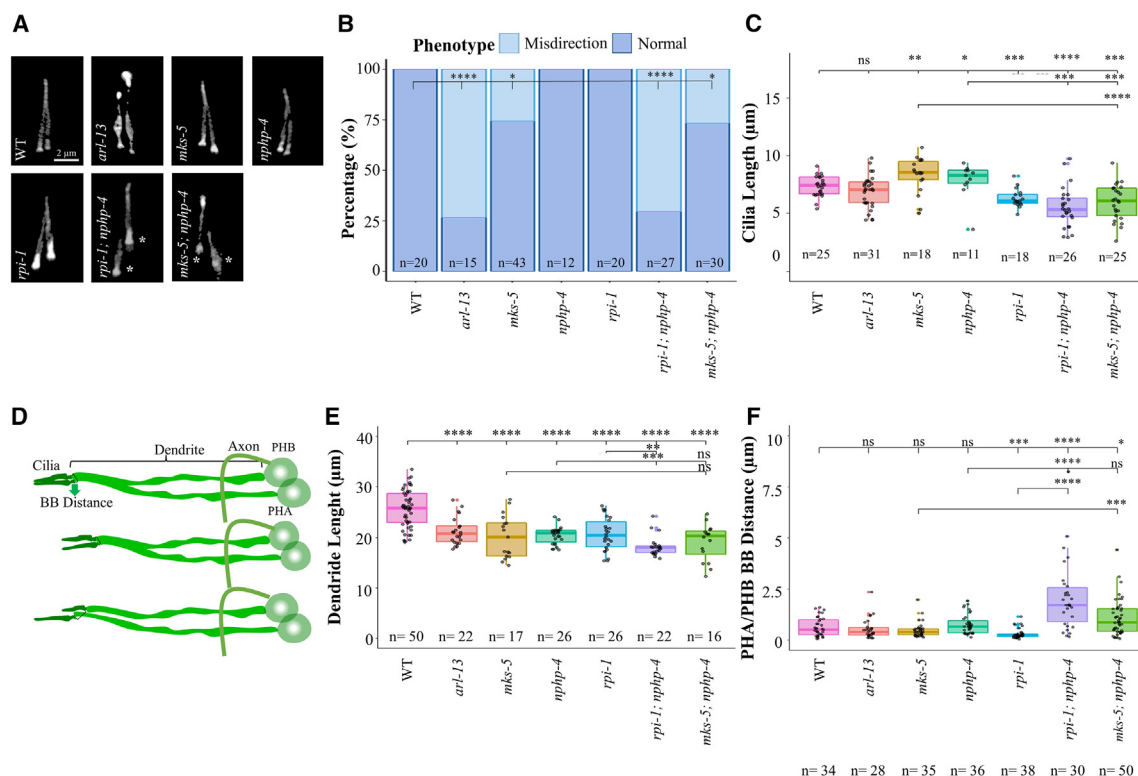 A
WT
2 µm
arl-13
mks-5
nphp-4
rpi-1
rpi-1; nphp-4
*
mks-5; nphp-4
* *
B
Phenotype Misdirection Normal
Percentage (%)
100
75
50
25
0
**** * **** *
n=20 n=15 n=43 n=12 n=20 n=27 n=30
WT arl-13 mks-5 nphp-4 rpi-1 rpi-1; nphp-4 mks-5; nphp-4
C
Cilia Length (µm)
15
10
5
0
ns ** * *** **** ***
*** ***
****
n=25 n=31 n=18 n=11 n=18 n=26 n=25
WT arl-13 mks-5 nphp-4 rpi-1 rpi-1; nphp-4 mks-5; nphp-4
D
Cilia Dendrite Axon PHB
BB Distance
PHA
E
Dendride Lenght (µm)
40
30
20
10
0
**** **** **** **** **** ****
** ns
***
ns
n= 50 n= 22 n= 17 n= 26 n= 26 n= 22 n= 16
WT arl-13 mks-5 nphp-4 rpi-1 rpi-1; nphp-4 mks-5; nphp-4
F
PHA/PHB BB Distance (µm)
10
7.5
5
2.5
0
ns ns ns *** **** *
**** ns
****
***
WT arl-13 mks-5 nphp-4 rpi-1 rpi-1; nphp-4 mks-5; nphp-4
n= 34 n= 28 n= 35 n= 36 n= 38 n= 30 n= 50